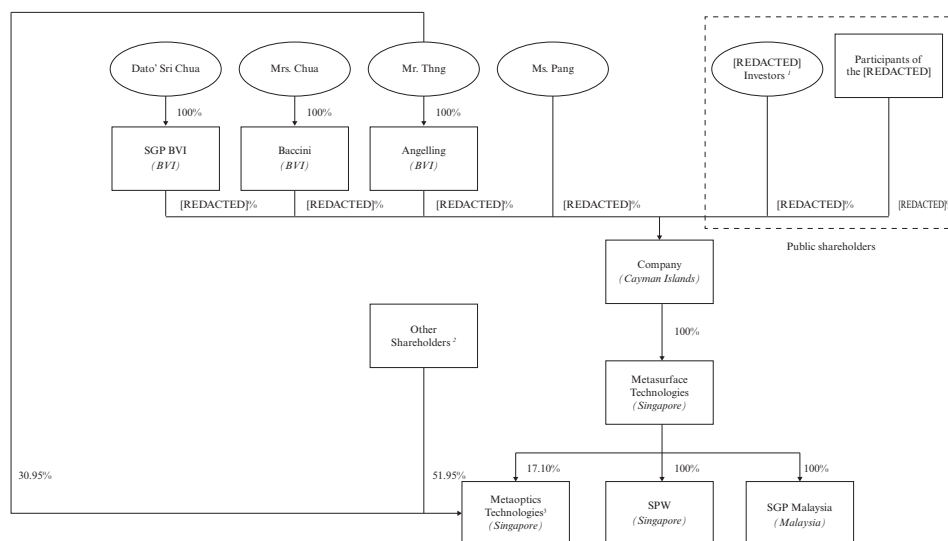 Dato' Sri Chua
Mrs. Chua
Mr. Thng
Ms. Pang
[REDACTED]
Investors 1
Participants of
the [REDACTED]
100%
100%
100%
SGP BVI
(BVI)
Baccini
(BVI)
Angelling
(BVI)
[REDACTED]%
[REDACTED]%
[REDACTED]%
[REDACTED]%
[REDACTED]%
[REDACTED]%
Public shareholders
Company
(Cayman Islands)
Other
Shareholders 2
100%
Metasurface
Technologies
(Singapore)
30.95%
51.95%
17.10%
100%
100%
Metaoptics
Technologies3
(Singapore)
SPW
(Singapore)
SGP Malaysia
(Malaysia)